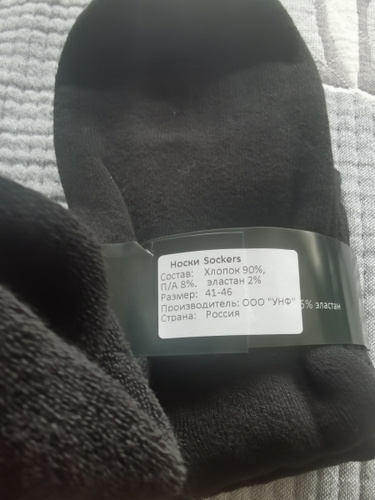 Носки Sockers
Состав: Хлопок 90%,
П/А 8%, эластан 2%
Размер: 41-46
Производитель: ООО "УНФ"
5% эластан
Страна: Россия